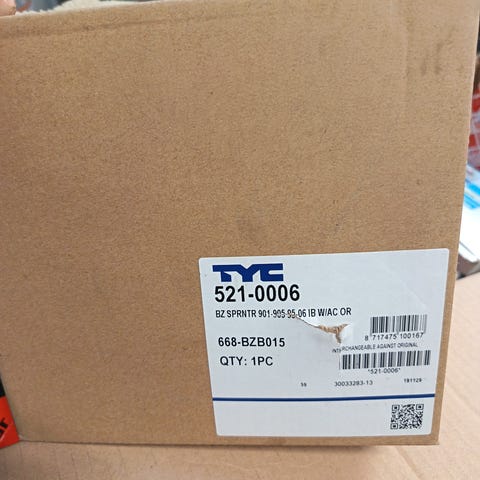 TYC
521-0006
BZ SPRNTR 901-905 95-06 IB W/AC OR
668-BZB015
8 717475 100167
INTERCHANGEABLE AGAINST ORIGINAL
QTY: 1PC
*521-0006*
30033283-13
191129